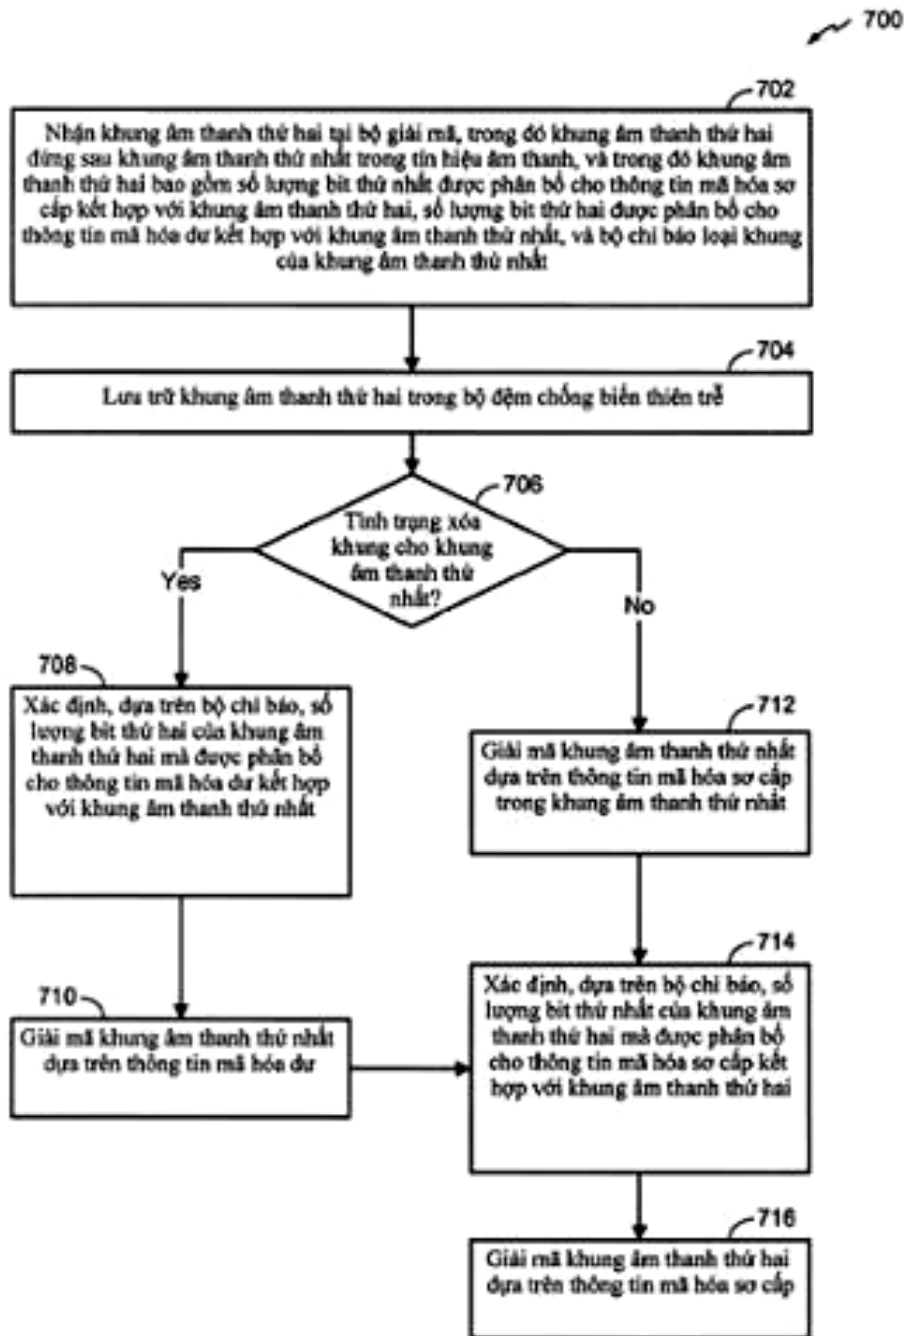 700
702
Nhận khung âm thanh thứ hai tại bộ giải mã, trong đó khung âm thanh thứ hai
đứng sau khung âm thanh thứ nhất trong tín hiệu âm thanh, và trong đó khung âm
thanh thứ hai bao gồm số lượng bit thứ nhất được phân bổ cho thông tin mã hóa sơ
cấp kết hợp với khung âm thanh thứ hai, số lượng bit thứ hai được phân bổ cho
thông tin mã hóa dư kết hợp với khung âm thanh thứ nhất, và bộ chỉ báo loại khung
của khung âm thanh thứ nhất
704
Lưu trữ khung âm thanh thứ hai trong bộ đệm chống biến thiên trễ
706
Tình trạng xóa
khung cho khung
âm thanh thứ
nhất?
Yes
No
708
Xác định, dựa trên bộ chỉ báo, số
lượng bit thứ hai của khung âm
thanh thứ hai mà được phân bổ
cho thông tin mã hóa dư kết hợp
với khung âm thanh thứ nhất
712
Giải mã khung âm thanh thứ nhất
dựa trên thông tin mã hóa sơ cấp
trong khung âm thanh thứ nhất
710
Giải mã khung âm thanh thứ nhất
dựa trên thông tin mã hóa dư
714
Xác định, dựa trên bộ chỉ báo, số
lượng bit thứ nhất của khung âm
thanh thứ hai mà được phân bổ
cho thông tin mã hóa sơ cấp kết
hợp với khung âm thanh thứ hai
716
Giải mã khung âm thanh thứ hai
dựa trên thông tin mã hóa sơ cấp